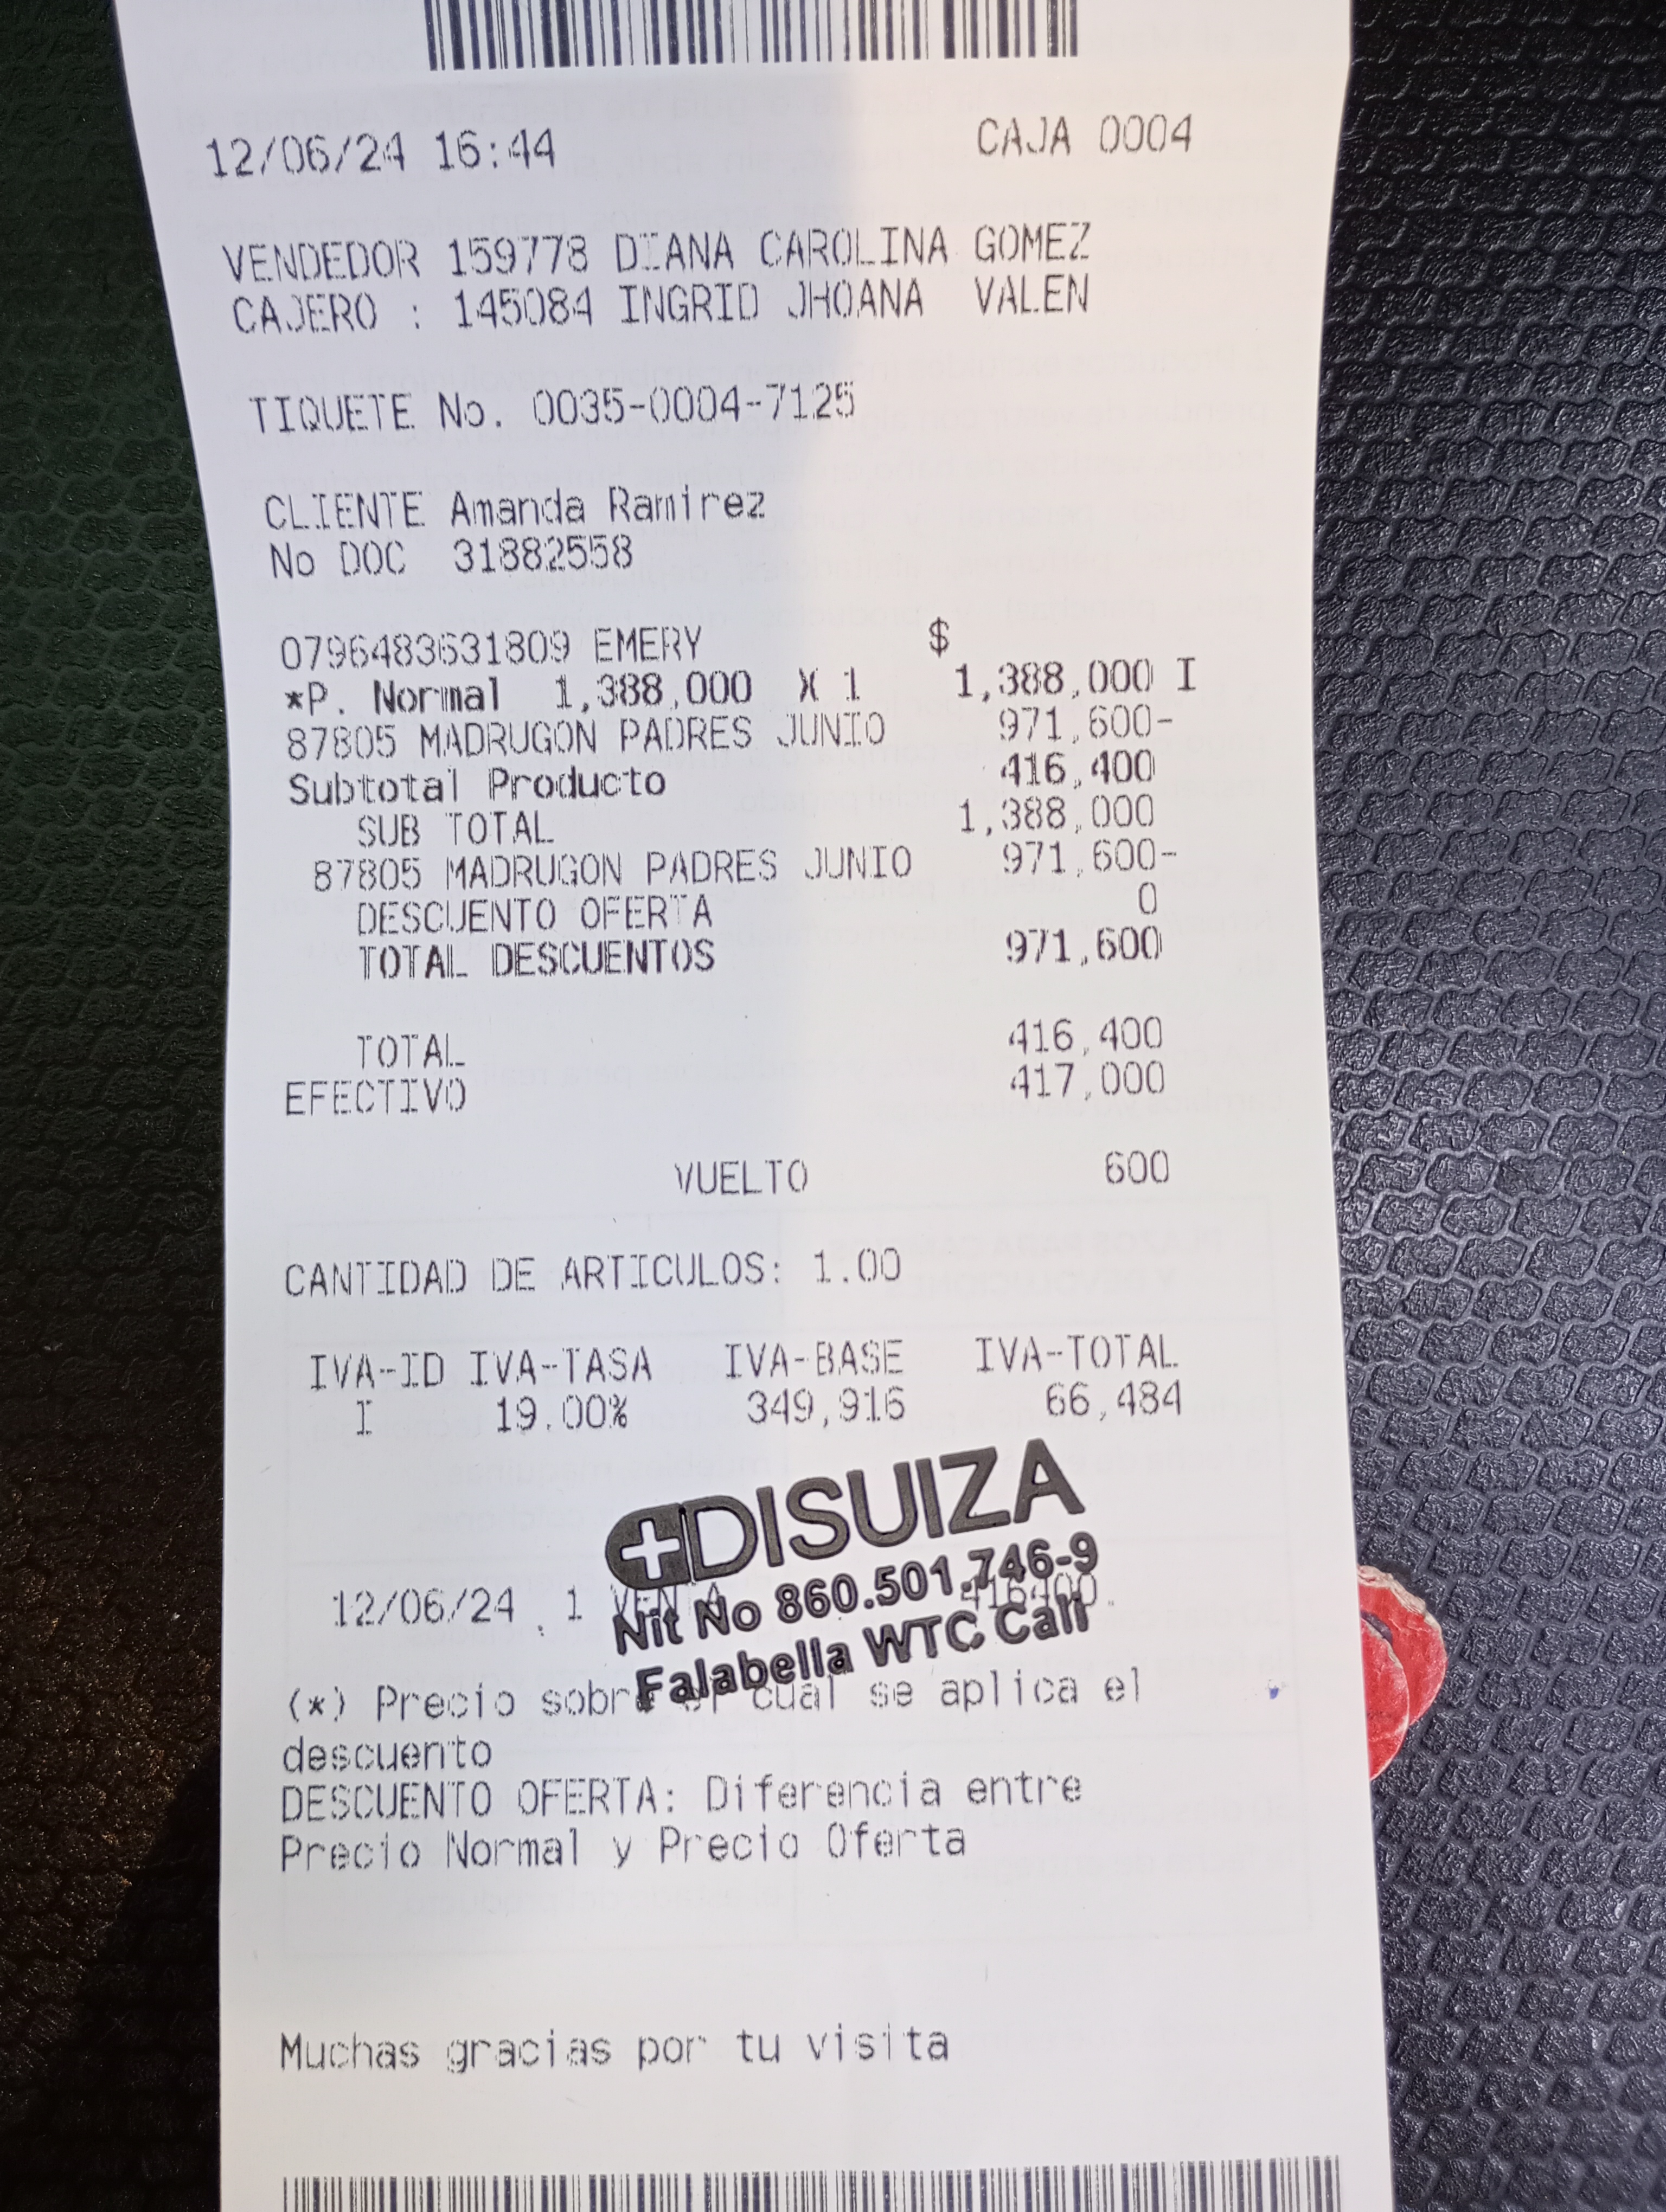 12/06/24 16:44 CAJA 0004
VENDEDOR 159778 DIANA CAROLINA GOMEZ
CAJERO : 145084 INGRID JHOANA VALEN
TIQUETE No. 0035-0004-7125
CLIENTE Amanda Ramirez
No DOC 31882558
0796483631809 EMERY $
*P. Normal 1,388,000 X 1 1,388,000 I
87805 MADRUGON PADRES JUNIO 971,600-
Subtotal Producto 416,400
SUB TOTAL 1,388,000
87805 MADRUGON PADRES JUNIO 971,600-
DESCUENTO OFERTA 0
TOTAL DESCUENTOS 971,600
TOTAL 416,400
EFECTIVO 417,000
VUELTO 600
CANTIDAD DE ARTICULOS: 1.00
IVA-ID IVA-TASA IVA-BASE IVA-TOTAL
I 19.00% 349,916 66,484
DISUIZA
Nit No 860.501.746-9
Falabella WTC Cali
12/06/24 1 VENTA 416400
(*) Precio sobre el cual se aplica el
descuento
DESCUENTO OFERTA: Diferencia entre
Precio Normal y Precio Oferta
Muchas gracias por tu visita